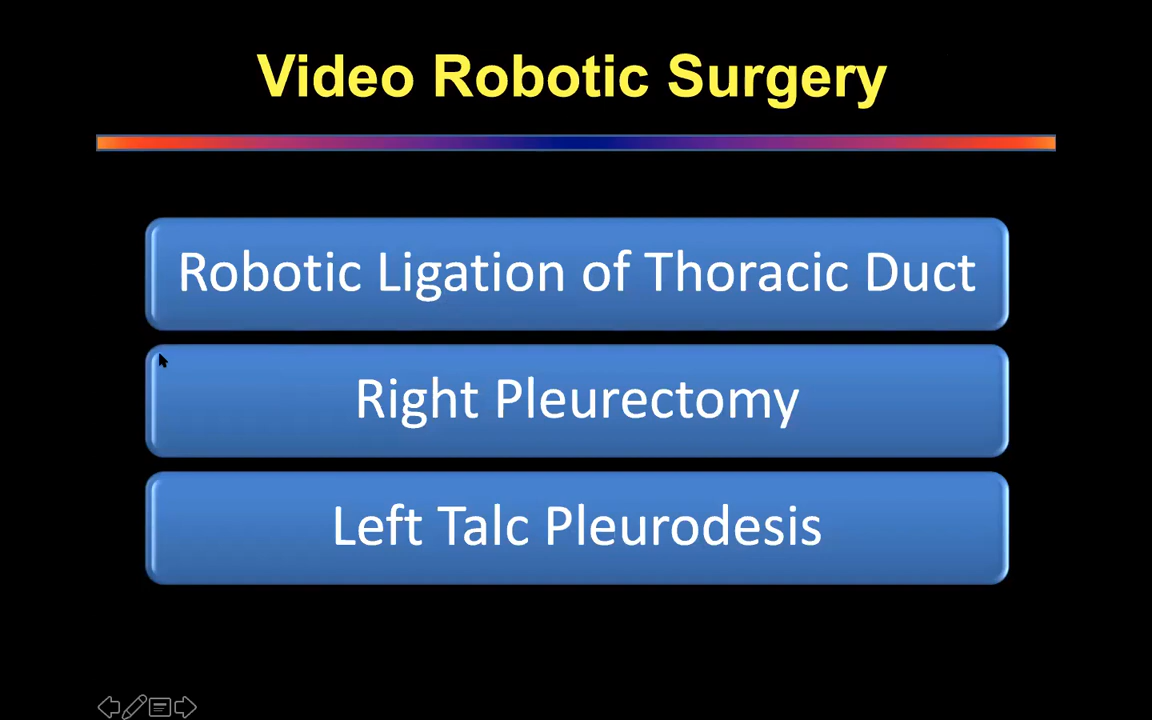 Video Robotic Surgery
Robotic Ligation of Thoracic Duct
Right Pleurectomy
Left Talc Pleurodesis